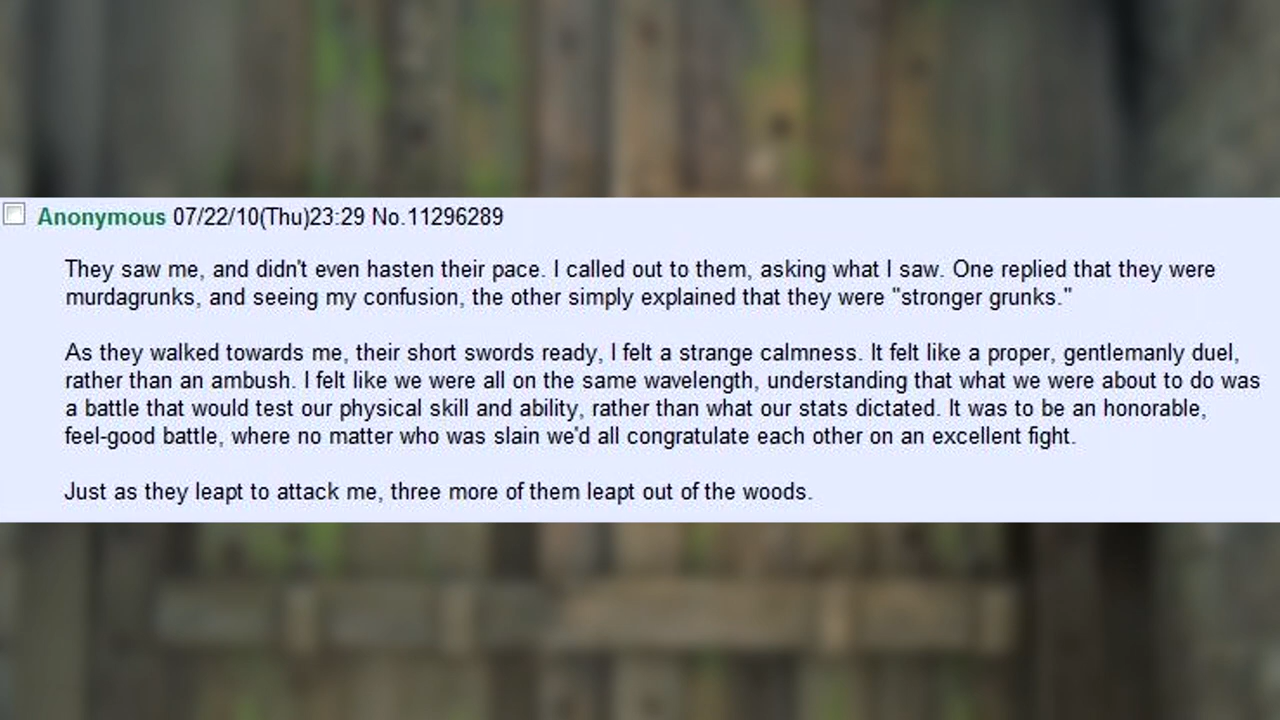 Anonymous 07/22/10(Thu)23:29 No.11296289
They saw me, and didn't even hasten their pace. I called out to them, asking what I saw. One replied that they were
murdagrunks, and seeing my confusion, the other simply explained that they were "stronger grunks."
As they walked towards me, their short swords ready, I felt a strange calmness. It felt like a proper, gentlemanly duel,
rather than an ambush. I felt like we were all on the same wavelength, understanding that what we were about to do was
a battle that would test our physical skill and ability, rather than what our stats dictated. It was to be an honorable,
feel-good battle, where no matter who was slain we'd all congratulate each other on an excellent fight.
Just as they leapt to attack me, three more of them leapt out of the woods.